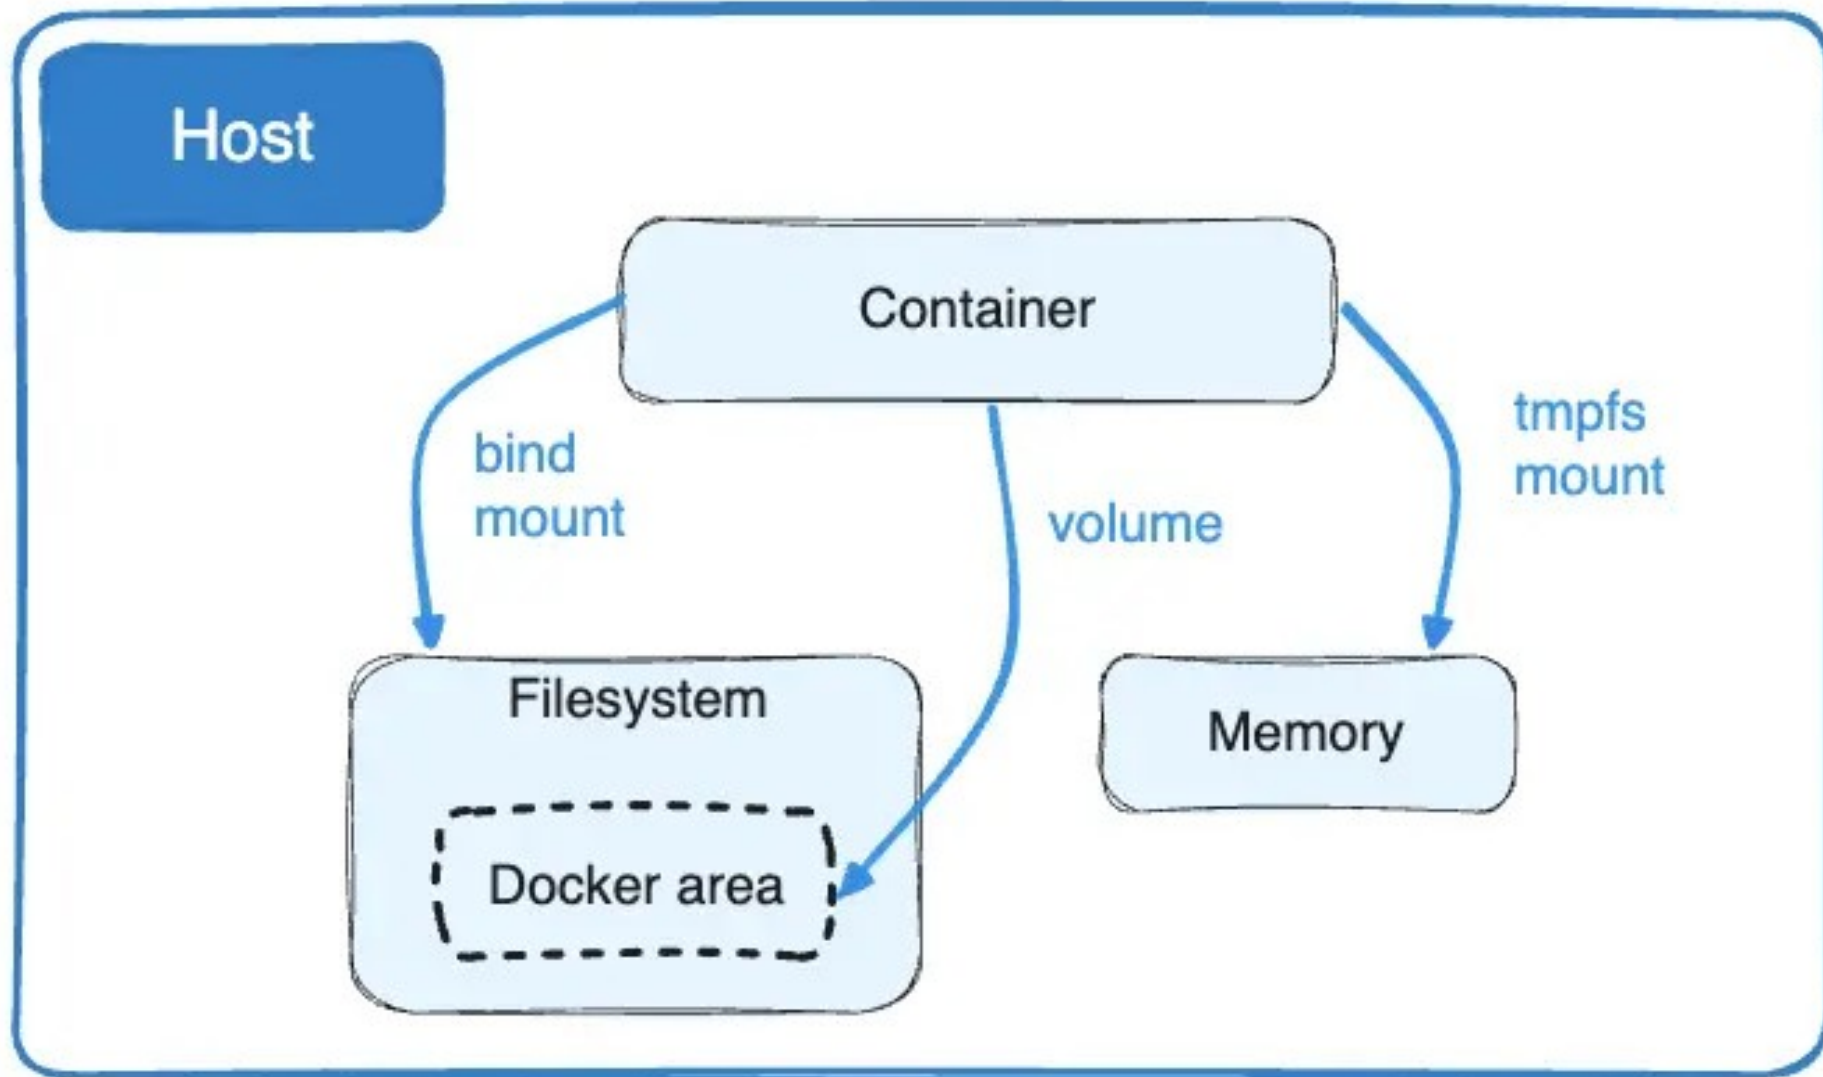 Host
Container
bind
mount
volume
tmpfs
mount
Filesystem
Memory
Docker area